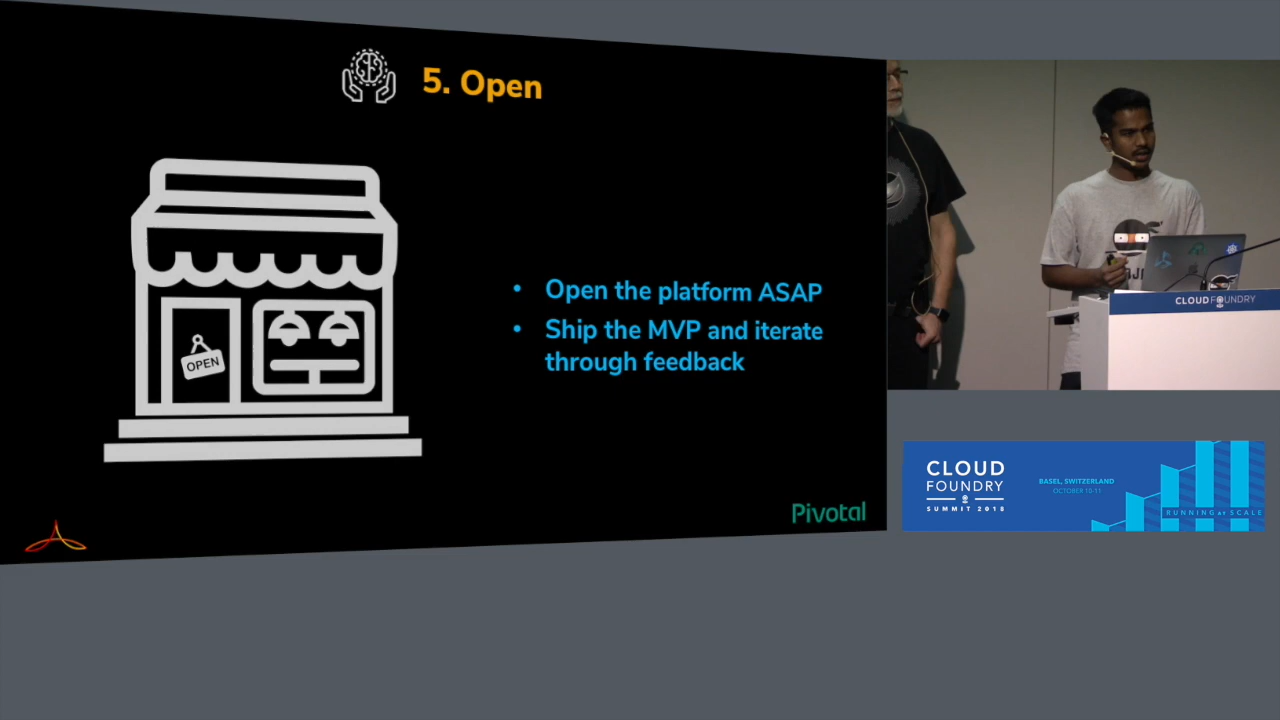 5. Open
OPEN
• Open the platform ASAP
• Ship the MVP and iterate
through feedback
Pivotal
CLOUD FOUNDRY
CLOUD
FOUNDRY
SUMMIT 2018
BASEL, SWITZERLAND
OCTOBER 10-11
RUNNING at SCALE